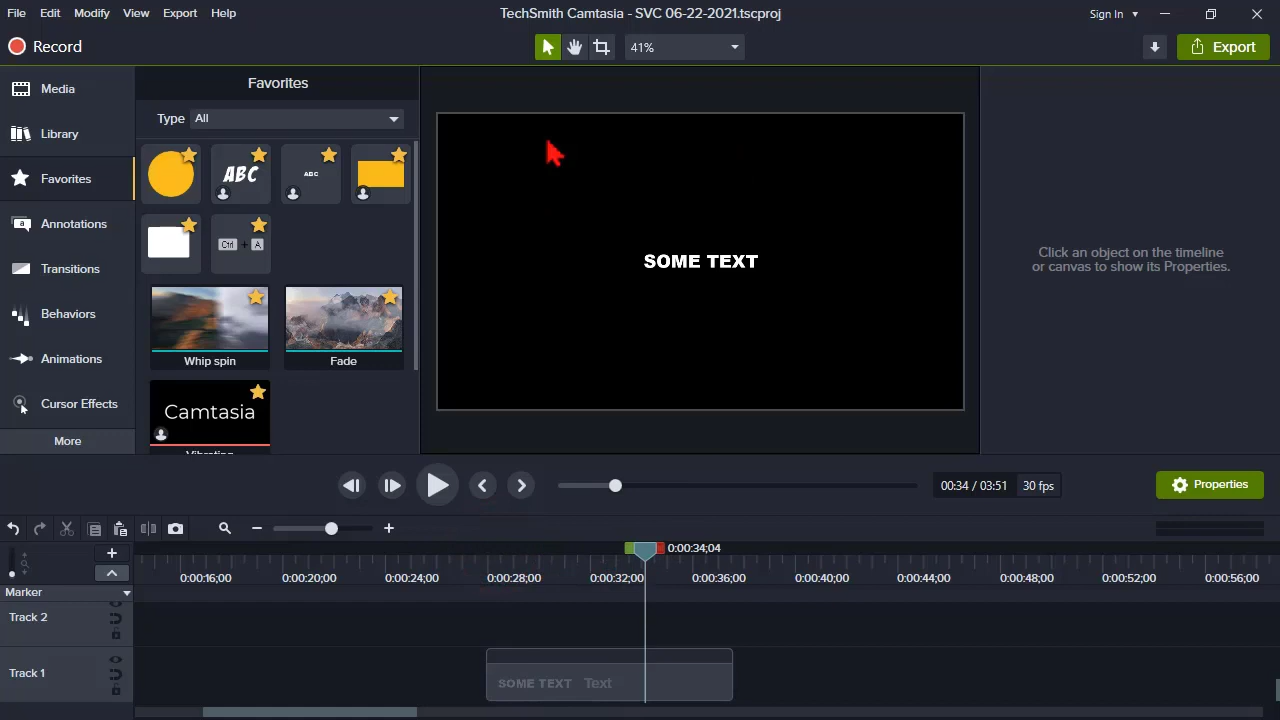 File Edit Modify View Export Help
TechSmith Camtasia - SVC 06-22-2021.tscproj
Sign In
Record
41%
Export
Media
Library
Favorites
Annotations
Transitions
Behaviors
Animations
Cursor Effects
More
Favorites
Type All
ABC
ABC
Ctrl + A
Whip spin
Fade
Camtasia
Vibrating
SOME TEXT
Click an object on the timeline
or canvas to show its Properties.
00:34 / 03:51
30 fps
Properties
0:00:34;04
0:00:16;00 0:00:20;00 0:00:24;00 0:00:28;00 0:00:32;00 0:00:36;00 0:00:40;00 0:00:44;00 0:00:48;00 0:00:52;00 0:00:56;00
Marker
Track 2
Track 1
SOME TEXT Text